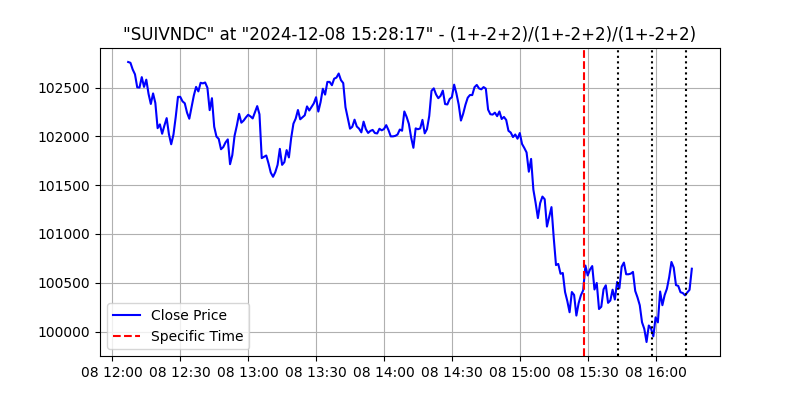 "SUIVNDC" at "2024-12-08 15:28:17" - (1+-2+2)/(1+-2+2)/(1+-2+2)
102500
102000
101500
101000
100500
100000
Close Price
Specific Time
08 12:00 08 12:30 08 13:00 08 13:30 08 14:00 08 14:30 08 15:00 08 15:30 08 16:00